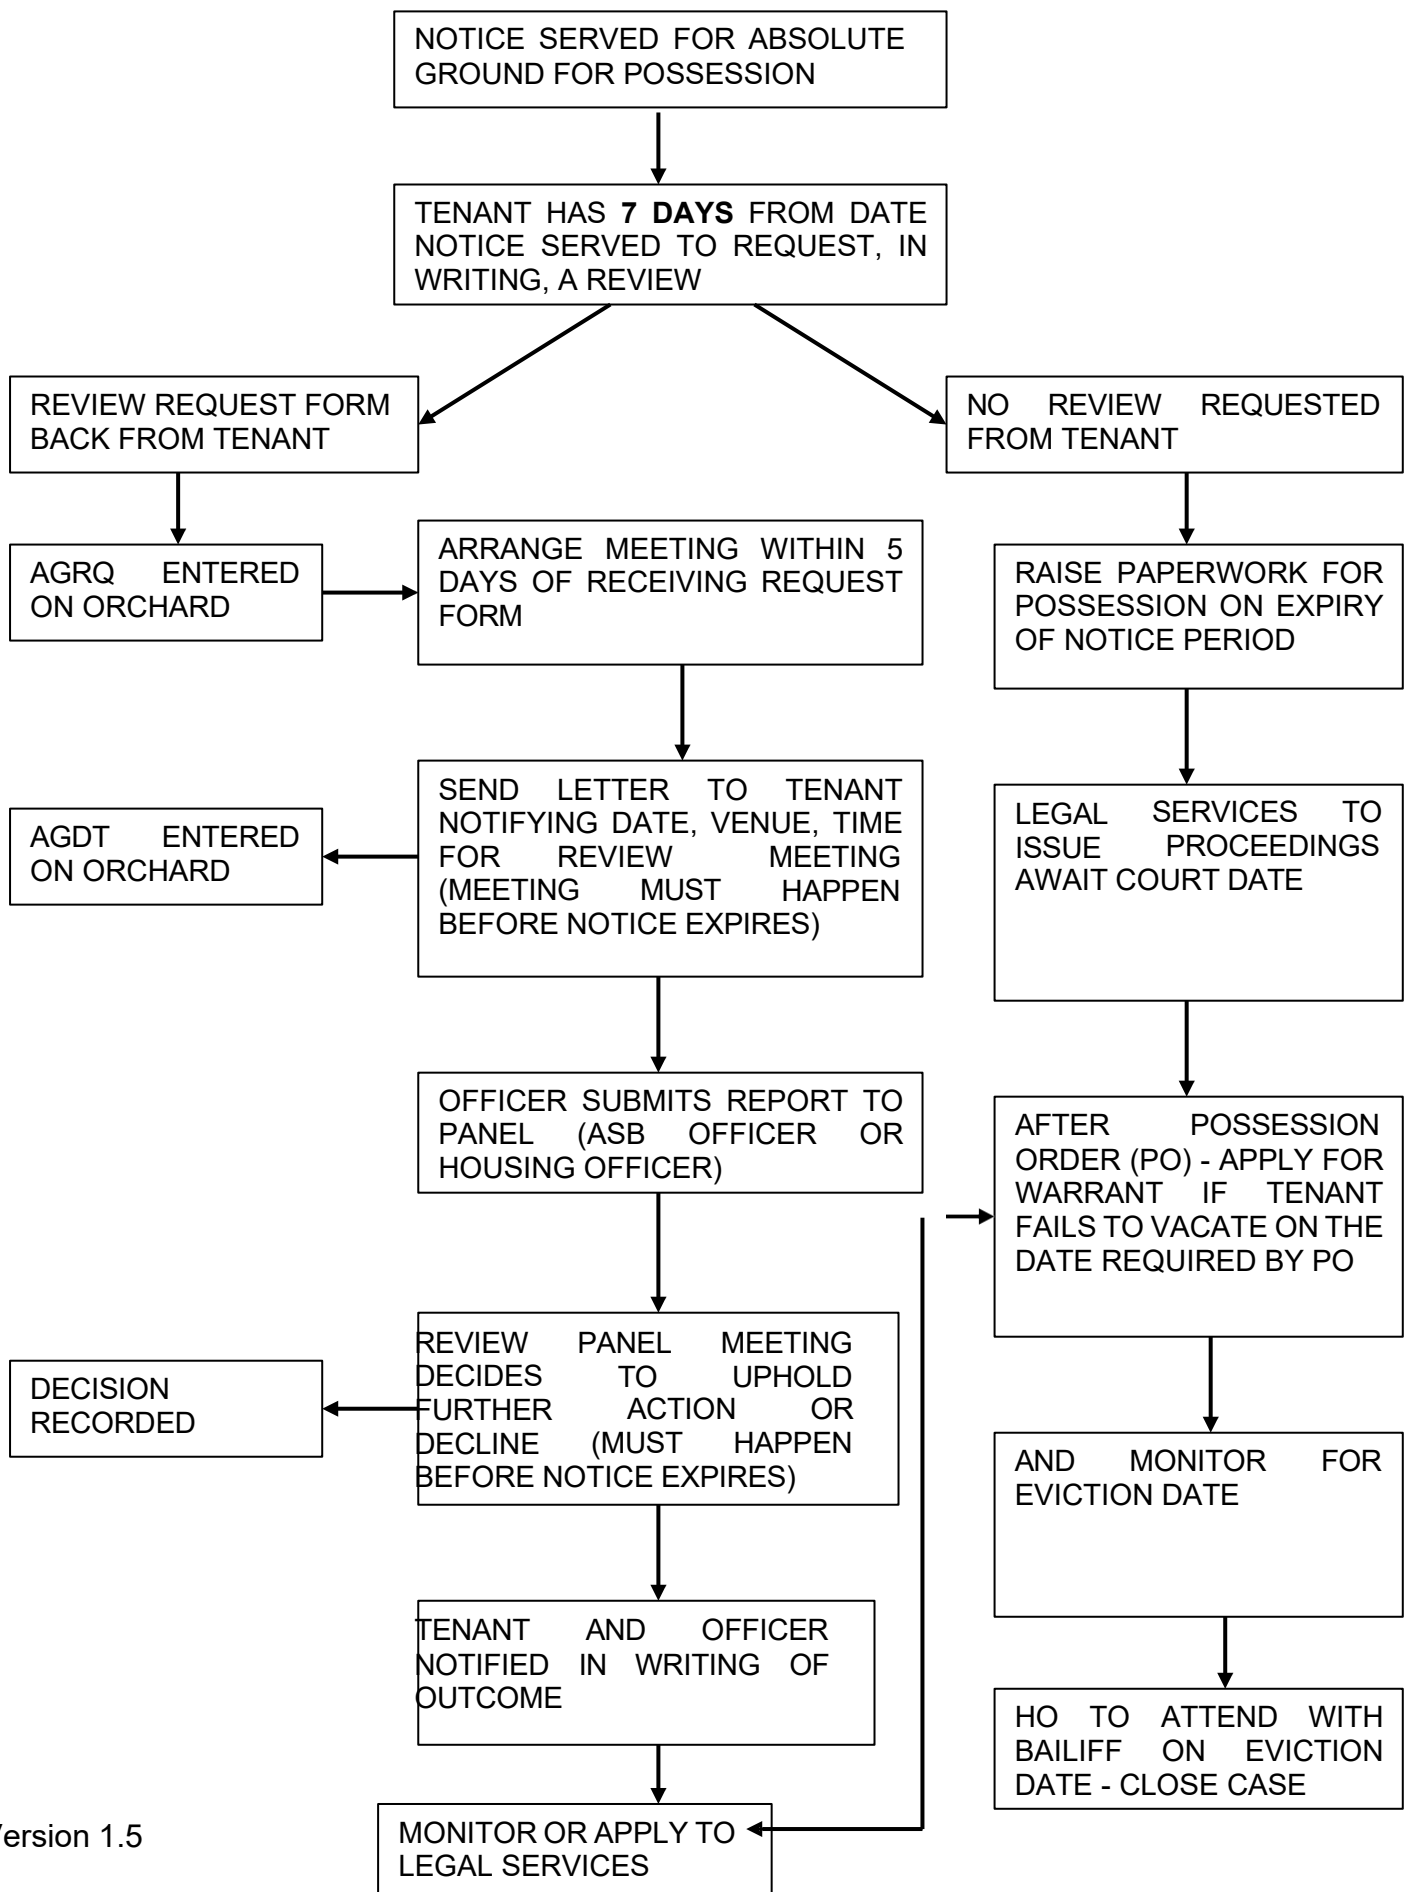 NOTICE SERVED FOR ABSOLUTE
GROUND FOR POSSESSION
TENANT HAS 7 DAYS FROM DATE
NOTICE SERVED TO REQUEST, IN
WRITING, A REVIEW
REVIEW REQUEST FORM
BACK FROM TENANT
NO REVIEW REQUESTED
FROM TENANT
AGRQ ENTERED
ON ORCHARD
ARRANGE MEETING WITHIN 5
DAYS OF RECEIVING REQUEST
FORM
RAISE PAPERWORK FOR
POSSESSION ON EXPIRY
OF NOTICE PERIOD
SEND LETTER TO TENANT
NOTIFYING DATE, VENUE, TIME
FOR REVIEW MEETING
(MEETING MUST HAPPEN
BEFORE NOTICE EXPIRES)
AGDT ENTERED
ON ORCHARD
LEGAL SERVICES TO
ISSUE PROCEEDINGS
AWAIT COURT DATE
OFFICER SUBMITS REPORT TO
PANEL (ASB OFFICER OR
HOUSING OFFICER)
AFTER POSSESSION
ORDER (PO) - APPLY FOR
WARRANT IF TENANT
FAILS TO VACATE ON THE
DATE REQUIRED BY PO
REVIEW PANEL MEETING
DECIDES TO UPHOLD
FURTHER ACTION OR
DECLINE (MUST HAPPEN
BEFORE NOTICE EXPIRES)
DECISION
RECORDED
AND MONITOR FOR
EVICTION DATE
TENANT AND OFFICER
NOTIFIED IN WRITING OF
OUTCOME
HO TO ATTEND WITH
BAILIFF ON EVICTION
DATE - CLOSE CASE
MONITOR OR APPLY TO
LEGAL SERVICES
Version 1.5